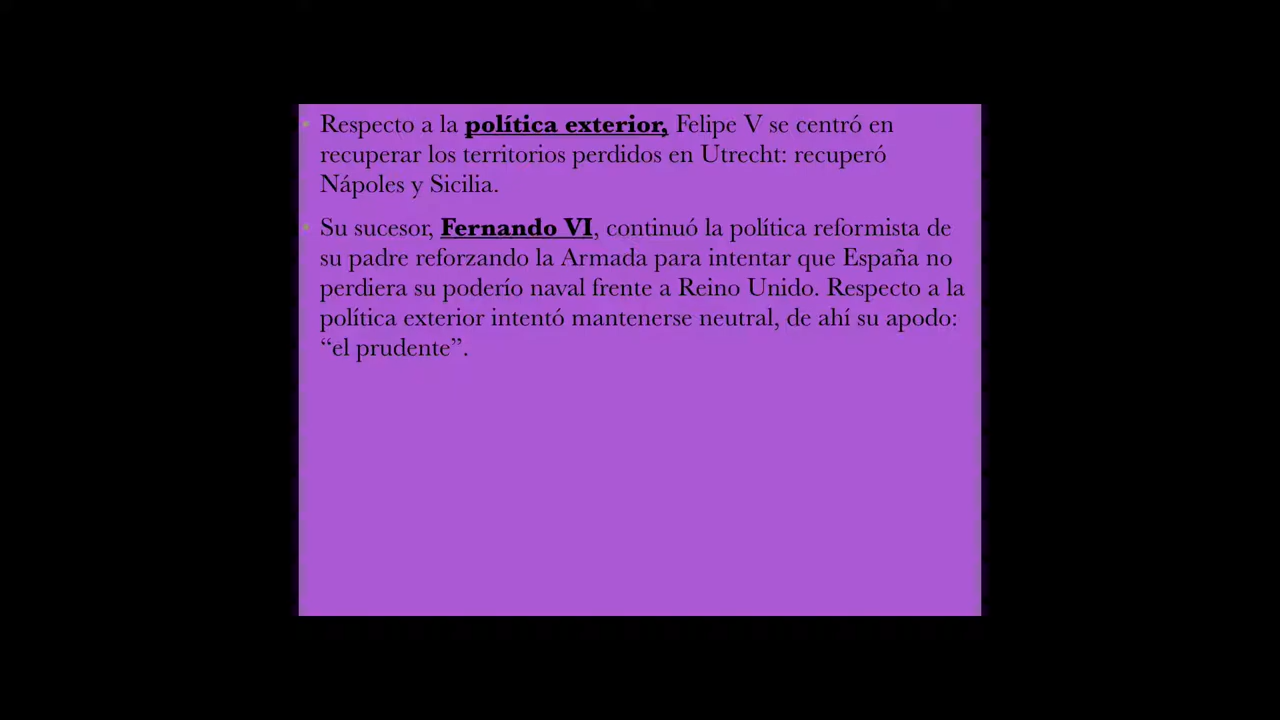 Respecto a la política exterior, Felipe V se centró en
recuperar los territorios perdidos en Utrecht: recuperó
Nápoles y Sicilia.
Su sucesor, Fernando VI, continuó la política reformista de
su padre reforzando la Armada para intentar que España no
perdiera su poderío naval frente a Reino Unido. Respecto a la
política exterior intentó mantenerse neutral, de ahí su apodo:
“el prudente”.